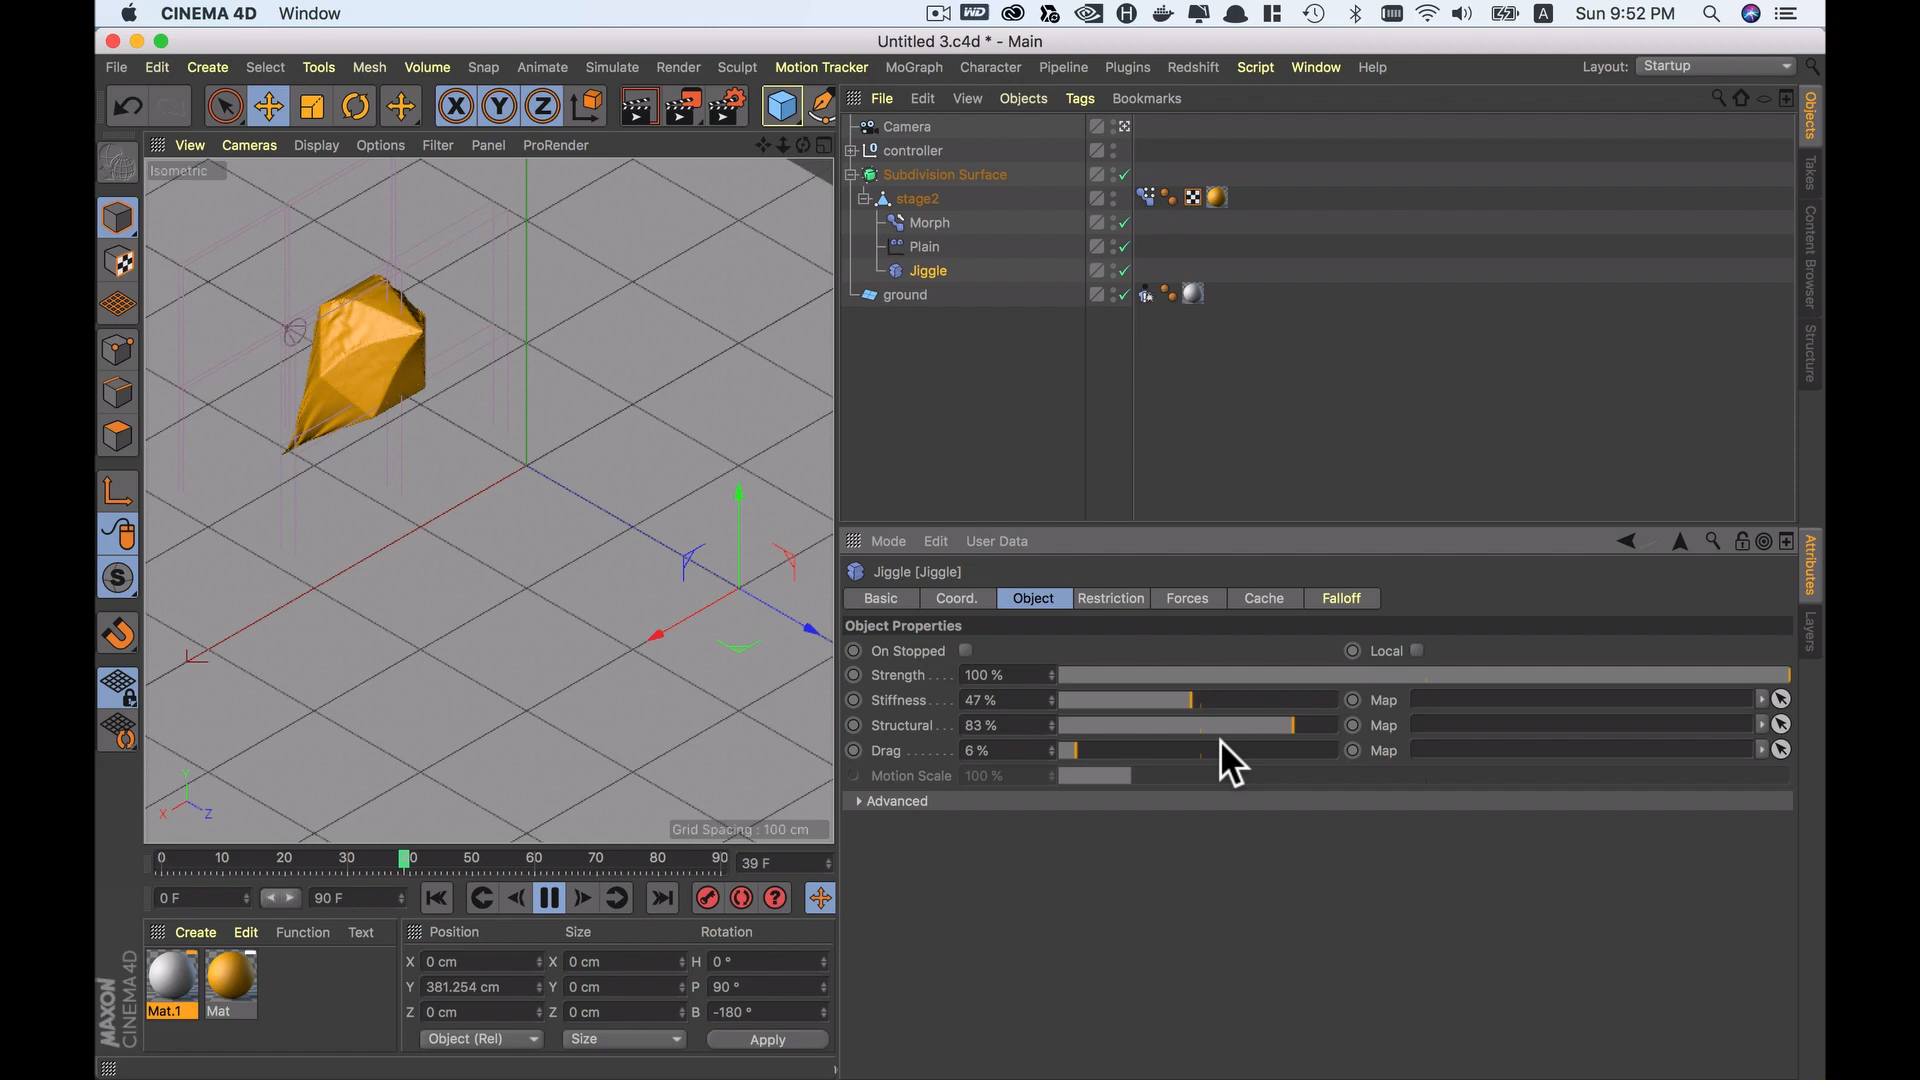 CINEMA 4D Window
A Sun 9:52 PM
Untitled 3.c4d * - Main
File Edit Create Select Tools Mesh Volume Snap Animate Simulate Render Sculpt Motion Tracker MoGraph Character Pipeline Plugins Redshift Script Window Help Layout: Startup
X Y Z
File Edit View Objects Tags Bookmarks
View Cameras Display Options Filter Panel ProRender
Isometric
Camera
controller
Subdivision Surface
stage2
Morph
Plain
Jiggle
ground
Objects
Takes
Content Browser
Structure
Mode Edit User Data
Jiggle [Jiggle]
Basic Coord. Object Restriction Forces Cache Falloff
Object Properties
On Stopped Local
Strength . . . . 100 %
Stiffness . . . . 47 % Map
Structural . . . 83 % Map
Drag . . . . . . . 6 % Map
Motion Scale 100 %
Advanced
Attributes
Layers
Y
X Z
Grid Spacing : 100 cm
0 10 20 30 40 50 60 70 80 90 39 F
0 F 90 F
Create Edit Function Text
Mat.1 Mat
Position Size Rotation
X 0 cm X 0 cm H 0 °
Y 381.254 cm Y 0 cm P 90 °
Z 0 cm Z 0 cm B -180 °
Object (Rel) Size Apply
MAXON
CINEMA 4D